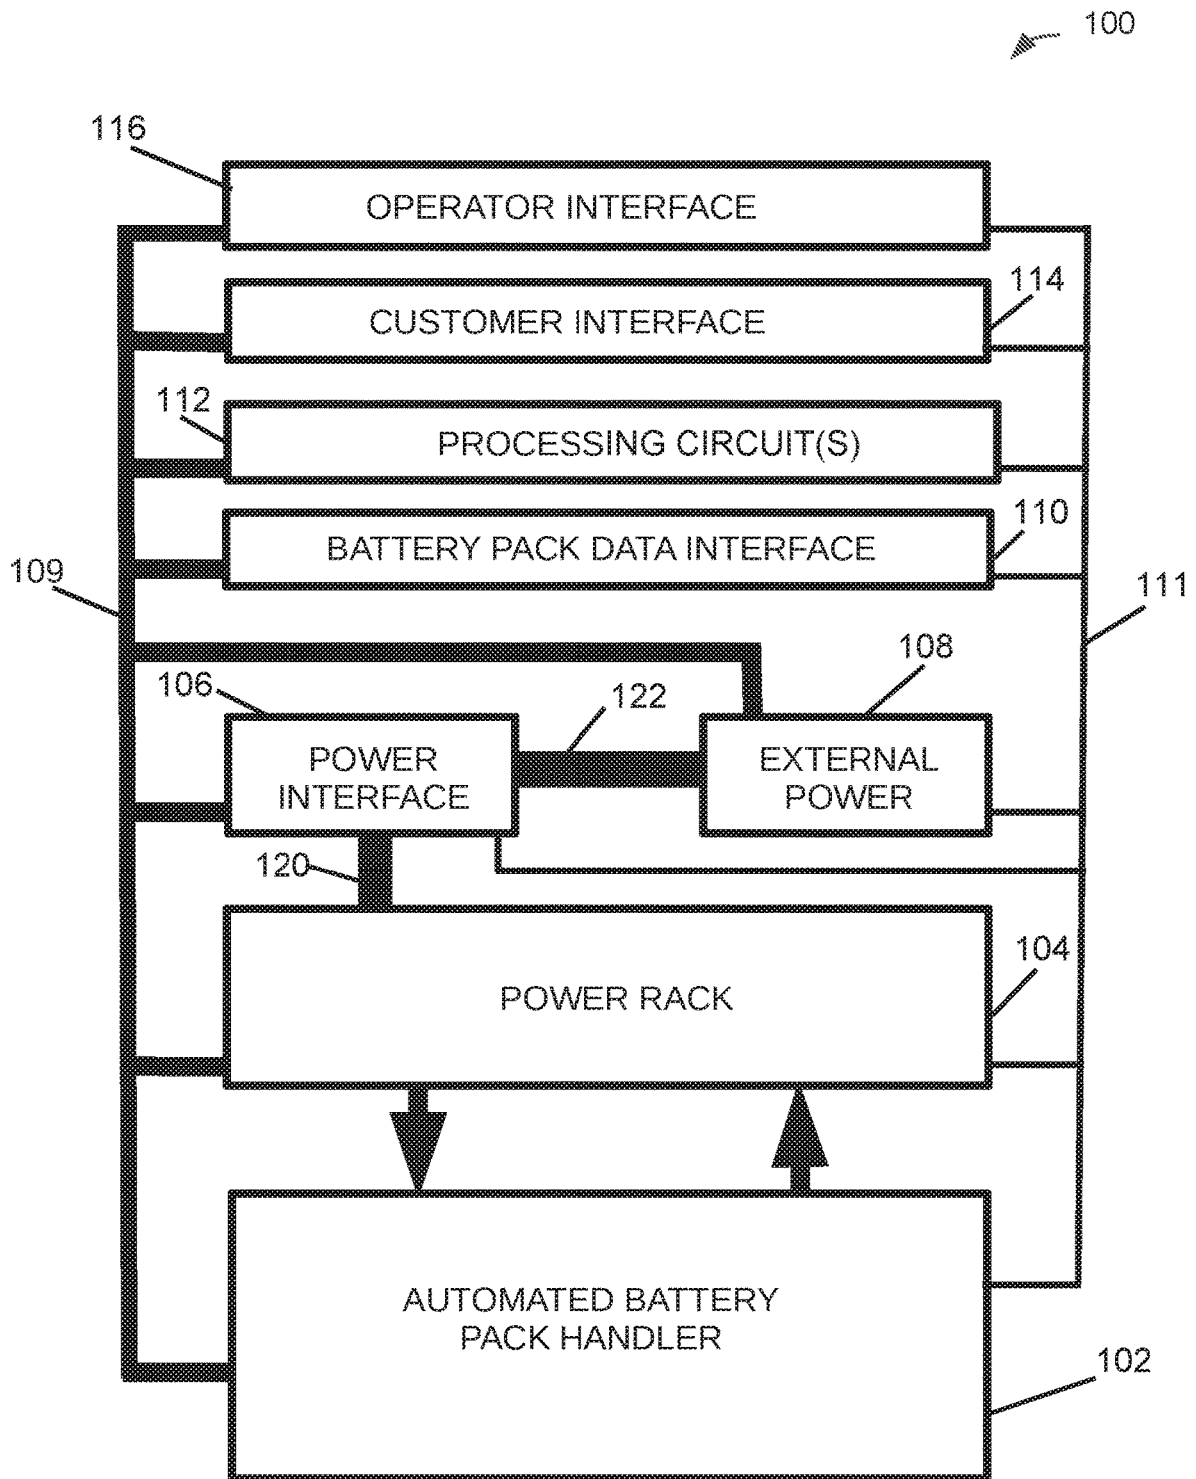 100
116
OPERATOR INTERFACE
114
CUSTOMER INTERFACE
112
PROCESSING CIRCUIT(S)
110
BATTERY PACK DATA INTERFACE
109
111
108
106
122
POWER
INTERFACE
EXTERNAL
POWER
120
104
POWER RACK
AUTOMATED BATTERY
PACK HANDLER
102